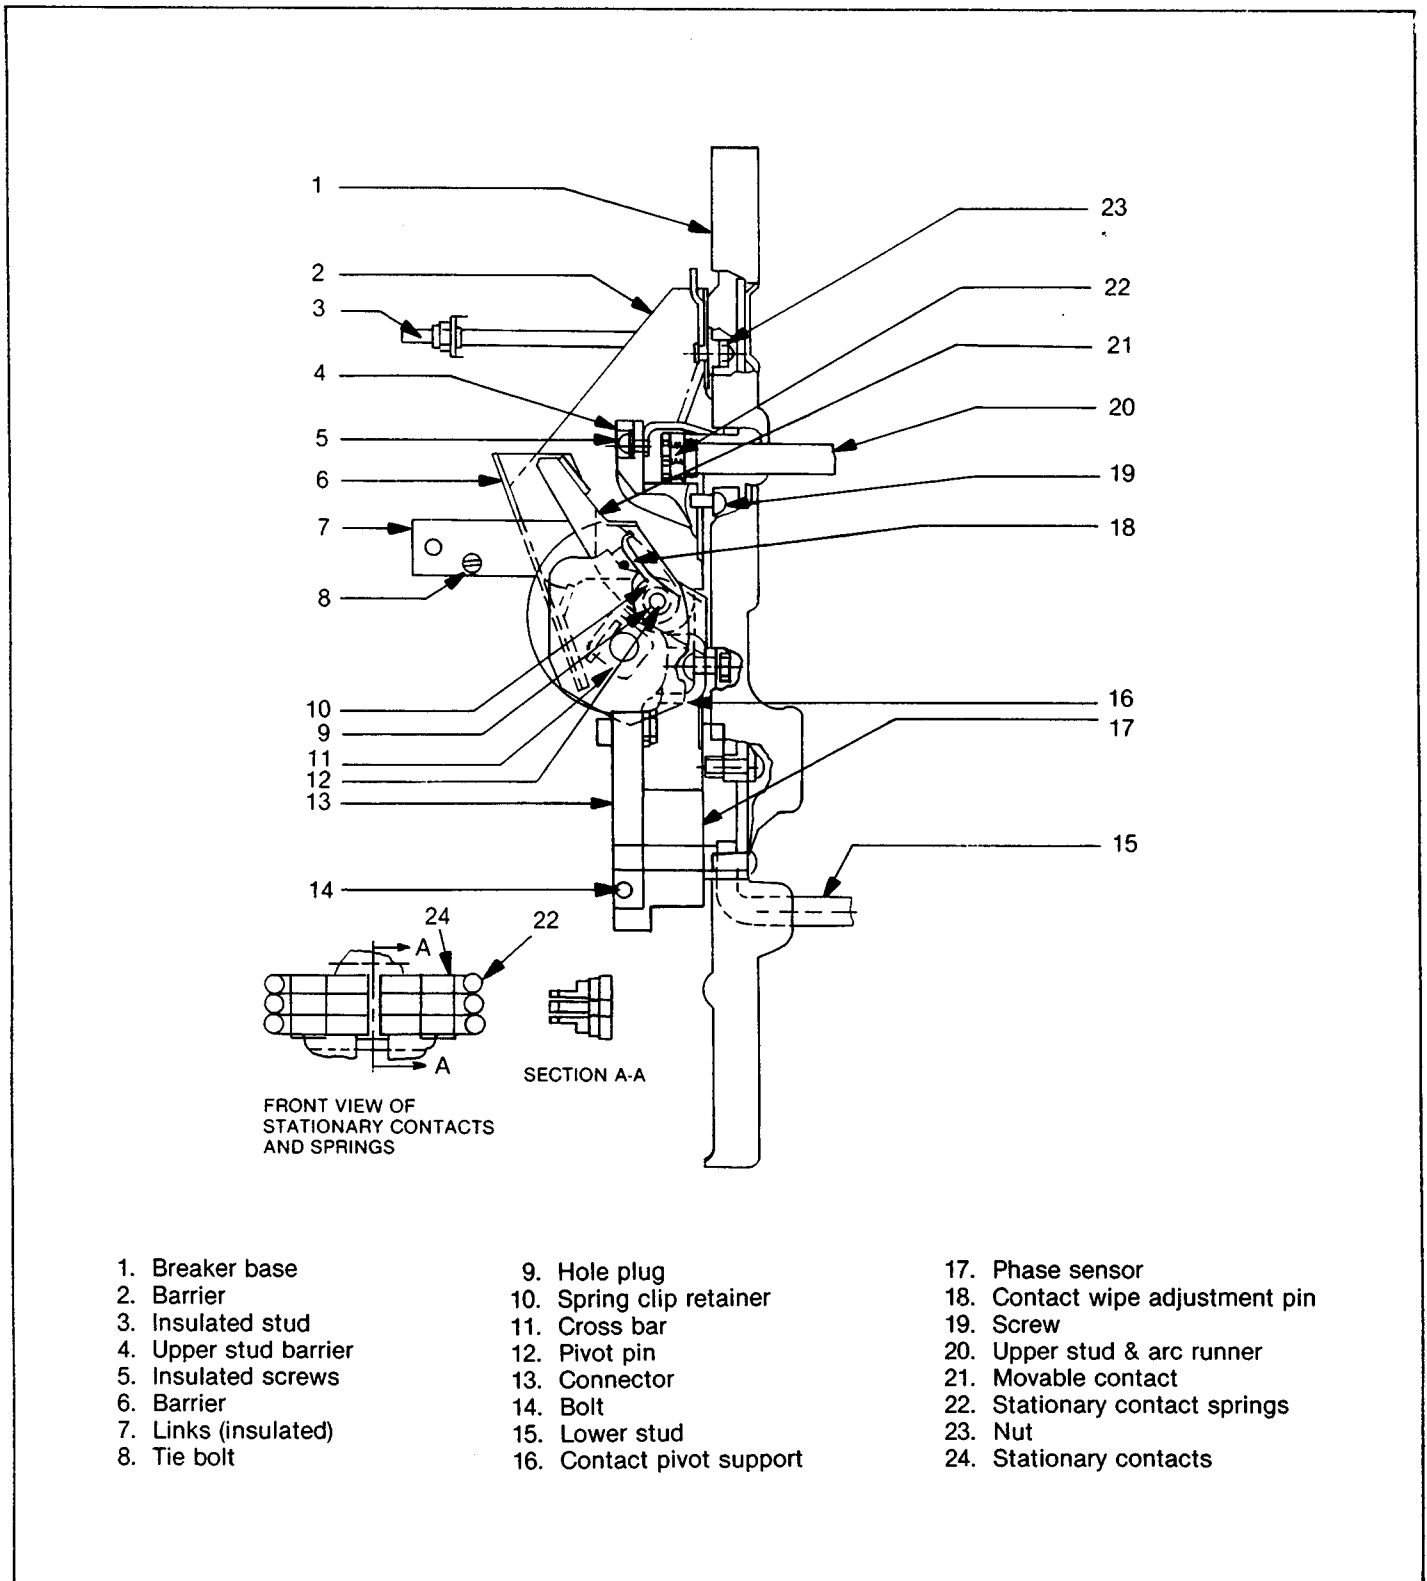 1
2
3
4
5
6
7
8
10
9
11
12
13
14
23
22
21
20
19
18
16
17
15
24
22
A
A
SECTION A-A
FRONT VIEW OF
STATIONARY CONTACTS
AND SPRINGS
1. Breaker base
2. Barrier
3. Insulated stud
4. Upper stud barrier
5. Insulated screws
6. Barrier
7. Links (insulated)
8. Tie bolt
9. Hole plug
10. Spring clip retainer
11. Cross bar
12. Pivot pin
13. Connector
14. Bolt
15. Lower stud
16. Contact pivot support
17. Phase sensor
18. Contact wipe adjustment pin
19. Screw
20. Upper stud & arc runner
21. Movable contact
22. Stationary contact springs
23. Nut
24. Stationary contacts